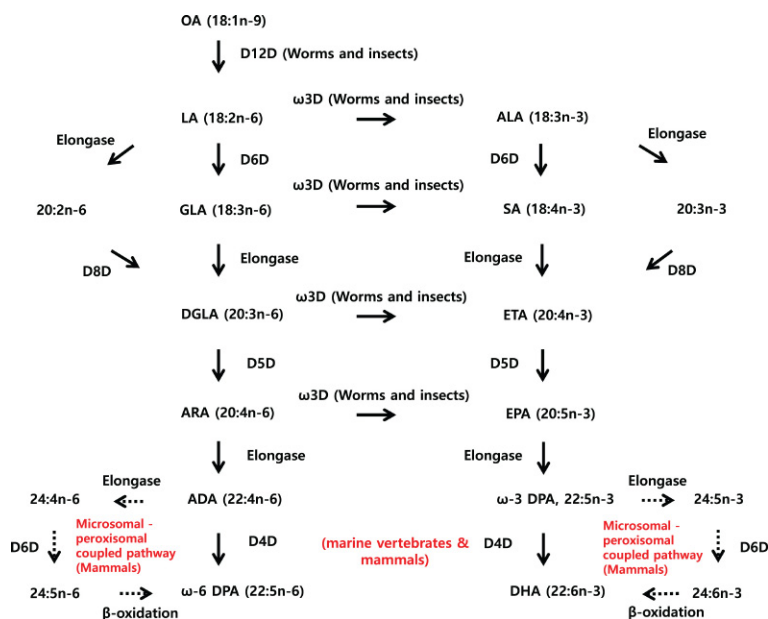 OA (18:1n-9)
D12D (Worms and insects)
ω3D (Worms and insects)
LA (18:2n-6)
ALA (18:3n-3)
Elongase
Elongase
D6D
D6D
ω3D (Worms and insects)
20:2n-6
GLA (18:3n-6)
SA (18:4n-3)
20:3n-3
D8D
Elongase
Elongase
D8D
ω3D (Worms and insects)
DGLA (20:3n-6)
ETA (20:4n-3)
D5D
D5D
ω3D (Worms and insects)
ARA (20:4n-6)
EPA (20:5n-3)
Elongase
Elongase
Elongase
Elongase
24:4n-6
ADA (22:4n-6)
ω-3 DPA, 22:5n-3
24:5n-3
D6D
Microsomal -
peroxisomal
coupled pathway
(Mammals)
D4D
(marine vertebrates &
mammals)
D4D
Microsomal -
peroxisomal
coupled pathway
(Mammals)
D6D
24:5n-6
β-oxidation
ω-6 DPA (22:5n-6)
DHA (22:6n-3)
β-oxidation
24:6n-3